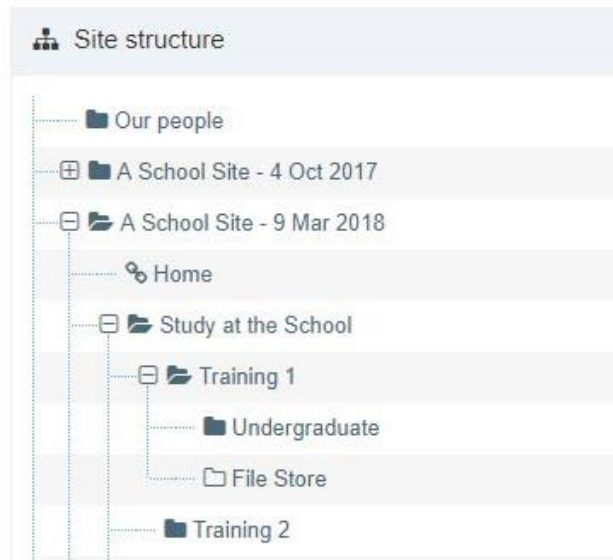 Site structure
Our people
A School Site - 4 Oct 2017
A School Site - 9 Mar 2018
Home
Study at the School
Training 1
Undergraduate
File Store
Training 2